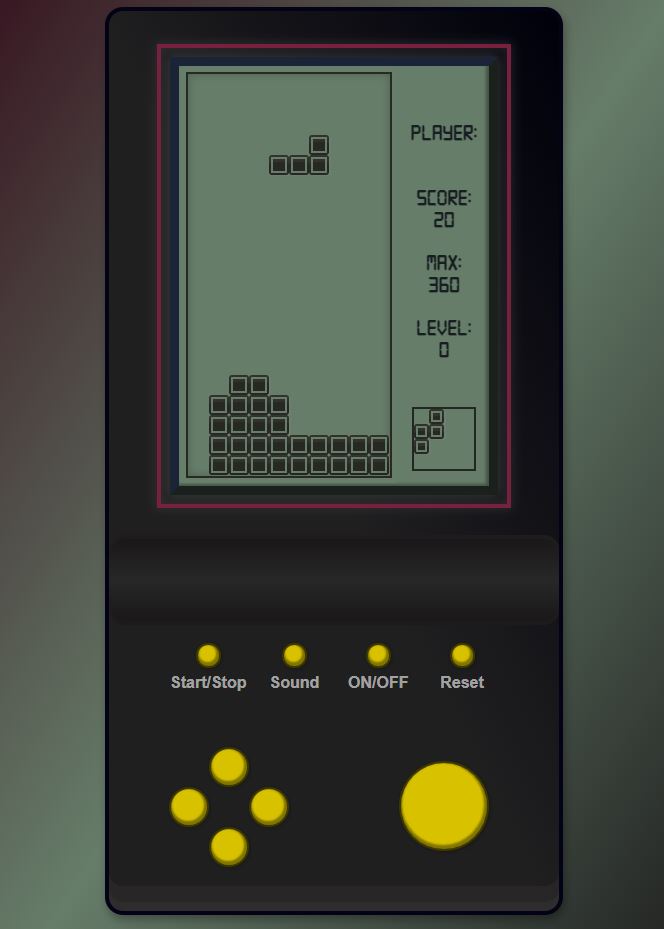 PLAYER:
SCORE:
20
MAX:
360
LEVEL:
0
Start/Stop Sound ON/OFF Reset